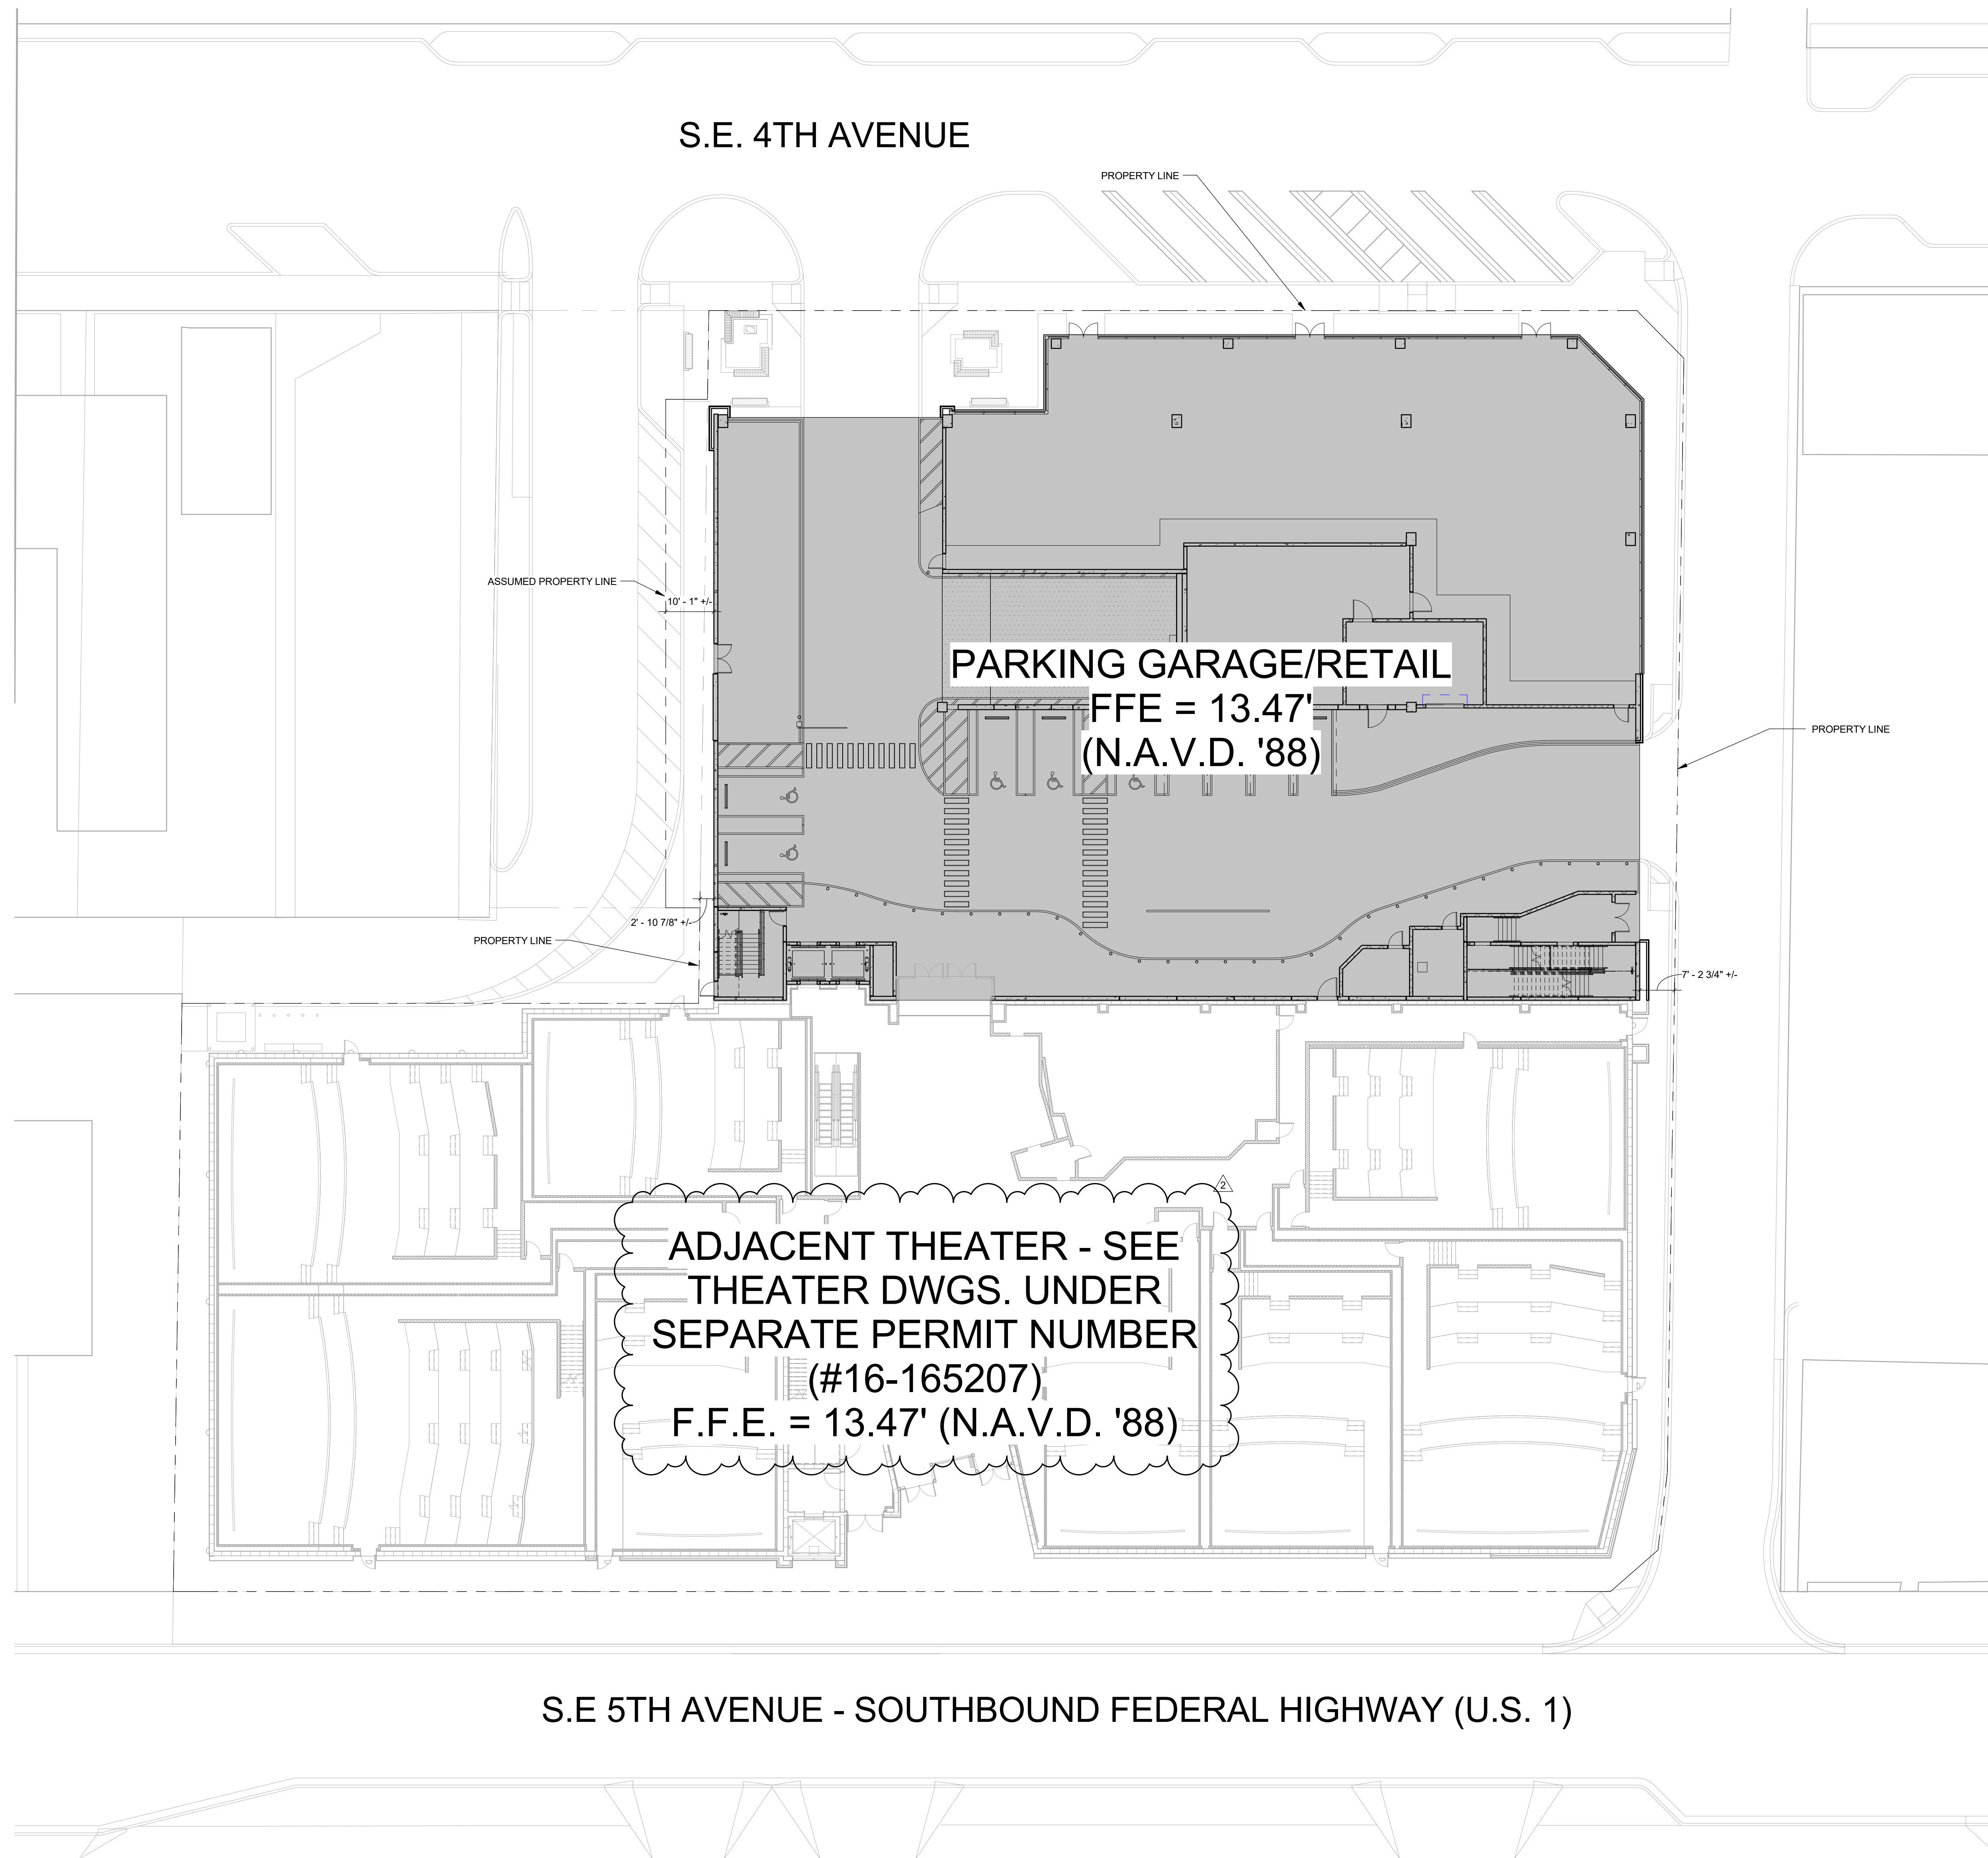 S.E. 4TH AVENUE
PROPERTY LINE
ASSUMED PROPERTY LINE
10' - 1" +/-
PARKING GARAGE/RETAIL
FFE = 13.47'
(N.A.V.D. '88)
PROPERTY LINE
2' - 10 7/8" +/-
PROPERTY LINE
7' - 2 3/4" +/-
2
ADJACENT THEATER - SEE
THEATER DWGS. UNDER
SEPARATE PERMIT NUMBER
(#16-165207)
F.F.E. = 13.47' (N.A.V.D. '88)
S.E 5TH AVENUE - SOUTHBOUND FEDERAL HIGHWAY (U.S. 1)